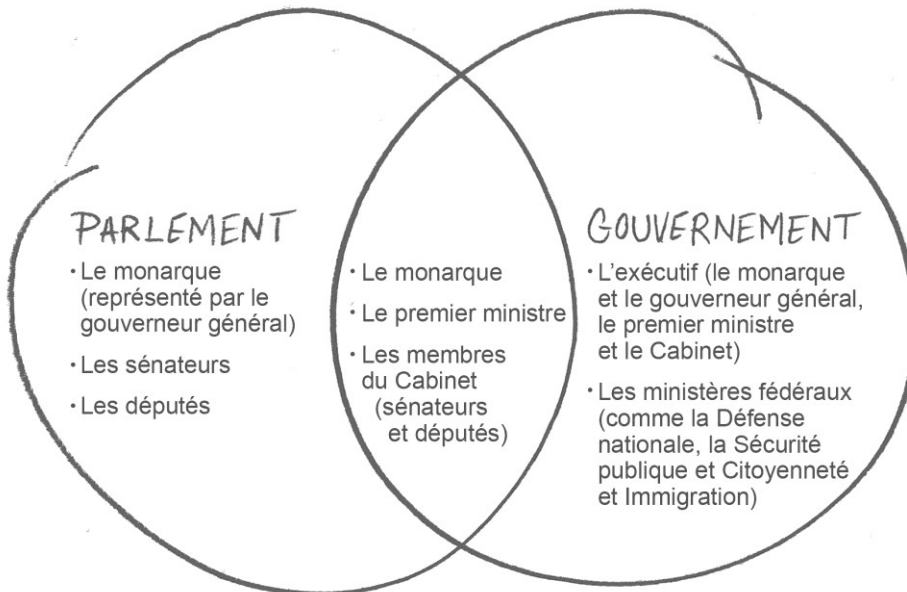 PARLEMENT
• Le monarque
(représenté par le
gouverneur général)
• Les sénateurs
• Les députés
• Le monarque
• Le premier ministre
• Les membres
du Cabinet
(sénateurs
et députés)
GOUVERNEMENT
• L'exécutif (le monarque
et le gouverneur général,
le premier ministre
et le Cabinet)
• Les ministères fédéraux
(comme la Défense
nationale, la Sécurité
publique et Citoyenneté
et Immigration)